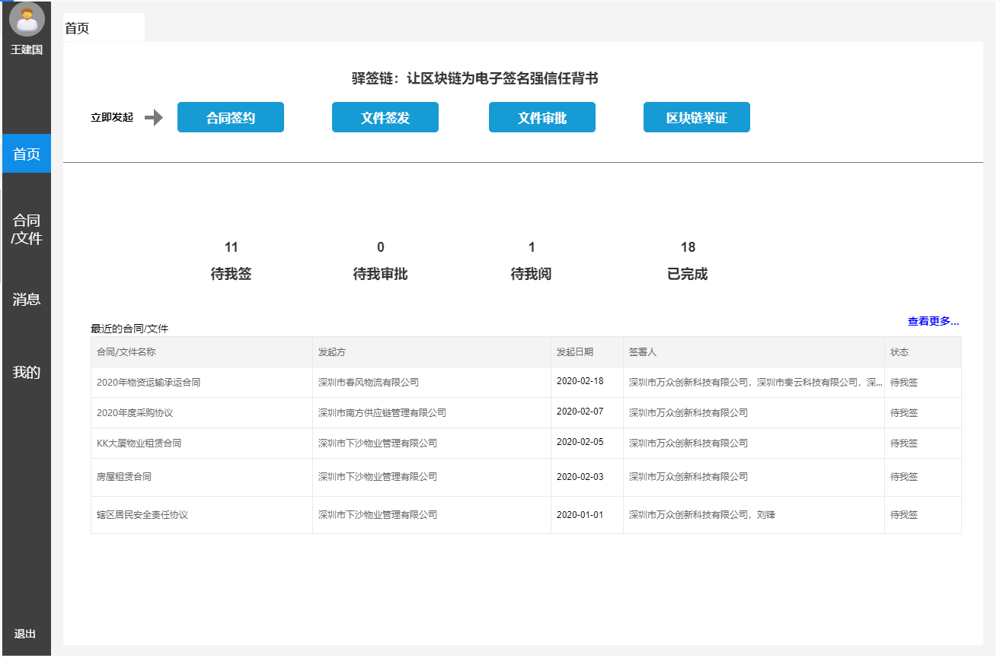 王建国
首页
合同
/文件
消息
我的
退出
首页
驿签链：让区块链为电子签名强信任背书
立即发起 合同签约 文件签发 文件审批 区块链举证
11 0 1 18
待我签 待我审批 待我阅 已完成
查看更多...
最近的合同/文件
合同/文件名称 发起方 发起日期 签署人 状态
2020年物资运输承运合同 深圳市春风物流有限公司 2020-02-18 深圳市万众创新科技有限公司，深圳市秦云科技有限公司，深... 待我签
2020年度采购协议 深圳市南方供应链管理有限公司 2020-02-07 深圳市万众创新科技有限公司 待我签
KK大厦物业租赁合同 深圳市下沙物业管理有限公司 2020-02-05 深圳市万众创新科技有限公司 待我签
房屋租赁合同 深圳市下沙物业管理有限公司 2020-02-03 深圳市万众创新科技有限公司 待我签
辖区居民安全责任协议 深圳市下沙物业管理有限公司 2020-01-01 深圳市万众创新科技有限公司，刘锋 待我签